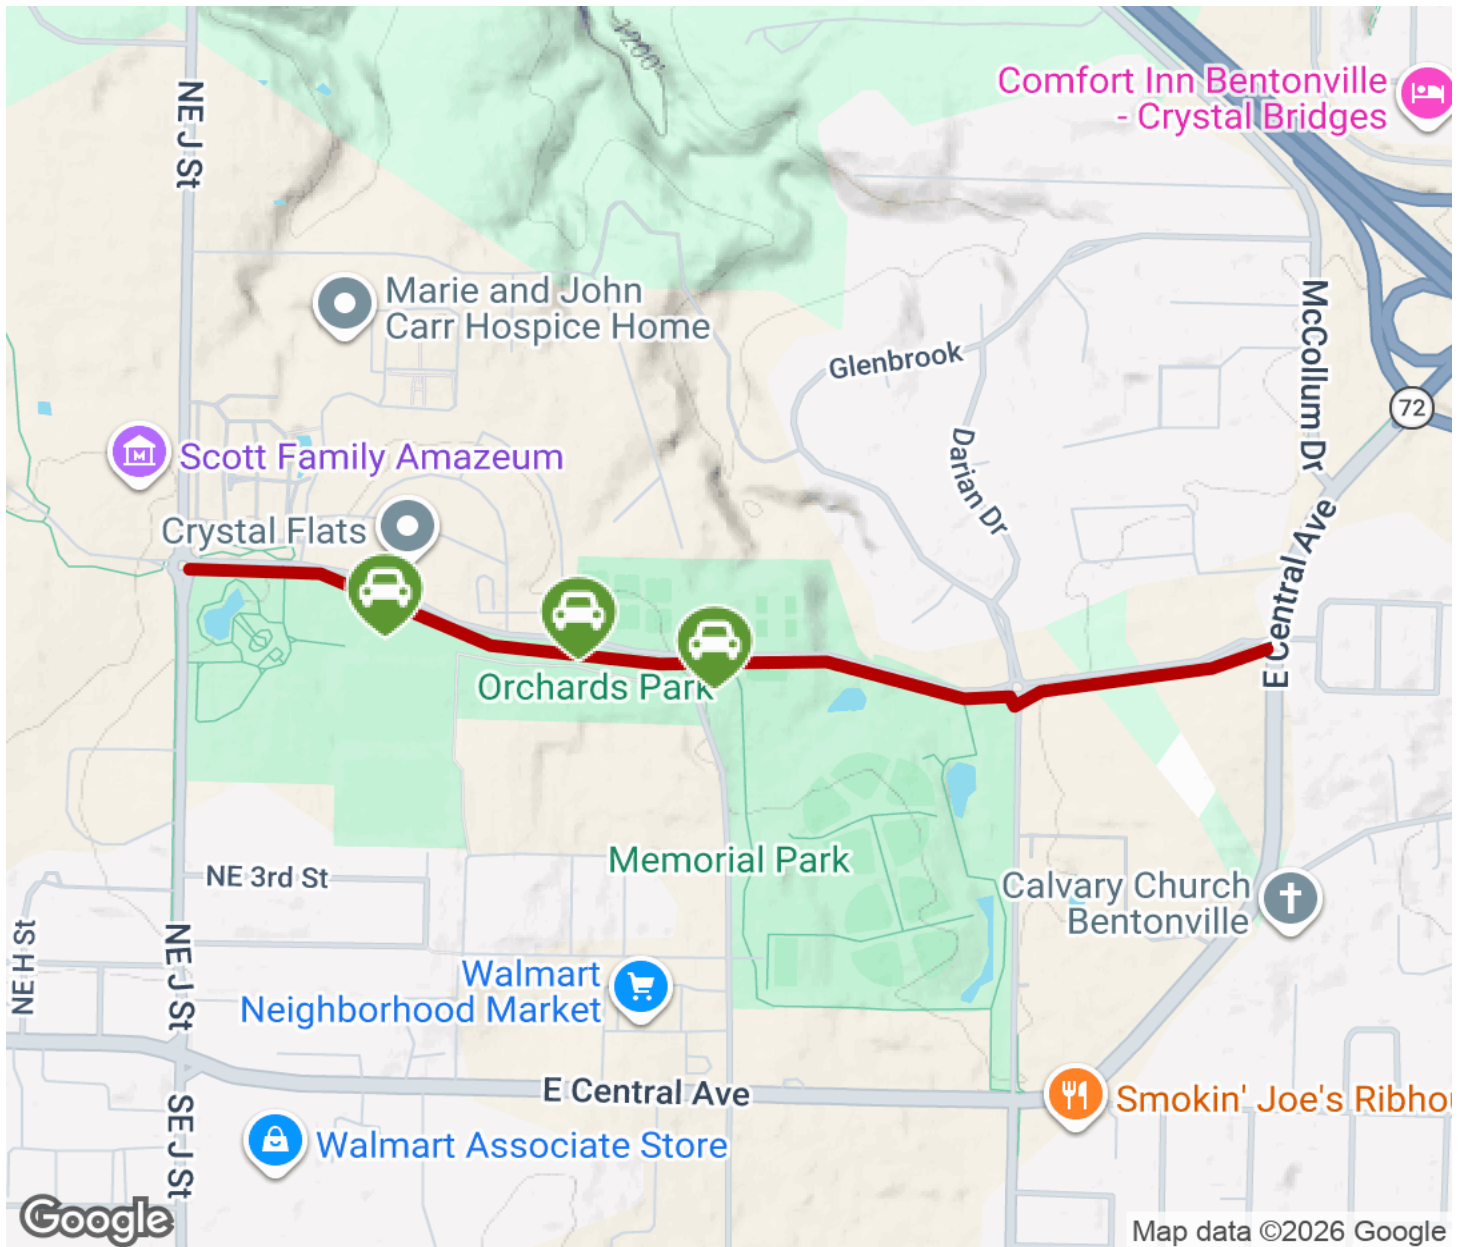 1200'
Comfort Inn Bentonville
- Crystal Bridges
NE J St
Marie and John
Carr Hospice Home
McCollum Dr
Glenbrook
72
Scott Family Amazeum
Darian Dr
Crystal Flats
E Central Ave
Orchards Park
Memorial Park
NE 3rd St
Calvary Church
Bentonville
NE H St
NE J St
Walmart
Neighborhood Market
E Central Ave
Smokin' Joe's Ribhou
SE J St
Walmart Associate Store
Google
Map data ©2026 Google